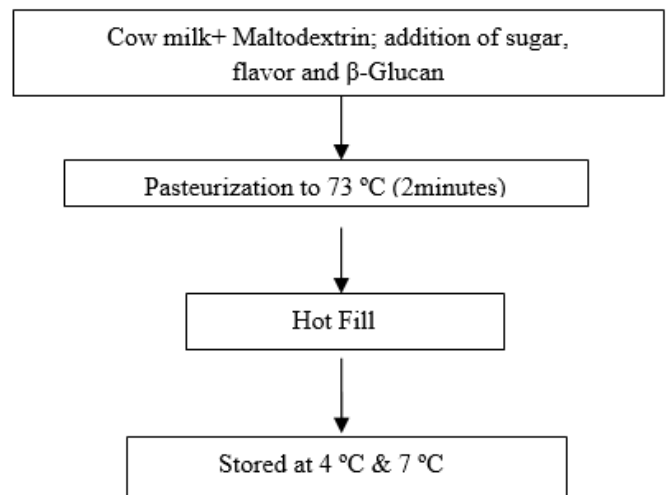 Cow milk+ Maltodextrin; addition of sugar,
flavor and β-Glucan
Pasteurization to 73 ºC (2minutes)
Hot Fill
Stored at 4 ºC & 7 ºC